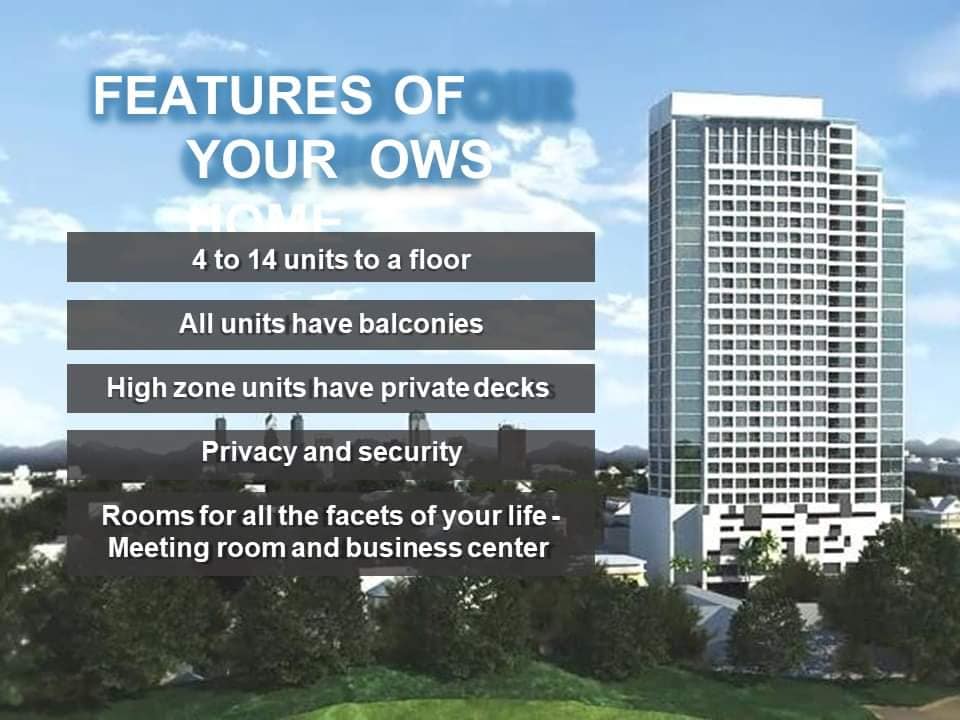 FEATURES OF
YOUR OWS
HOME
4 to 14 units to a floor
All units have balconies
High zone units have private decks
Privacy and security
Rooms for all the facets of your life -
Meeting room and business center